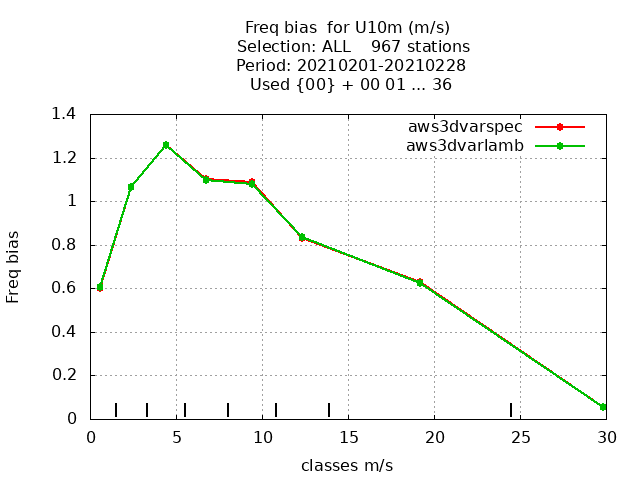 Freq bias  for U10m (m/s)
Selection: ALL    967 stations
Period: 20210201-20210228
Used {00} + 00 01 ... 36
aws3dvarspec
aws3dvarlamb
Freq bias
1.4
1.2
1
0.8
0.6
0.4
0.2
0
0 5 10 15 20 25 30
classes m/s